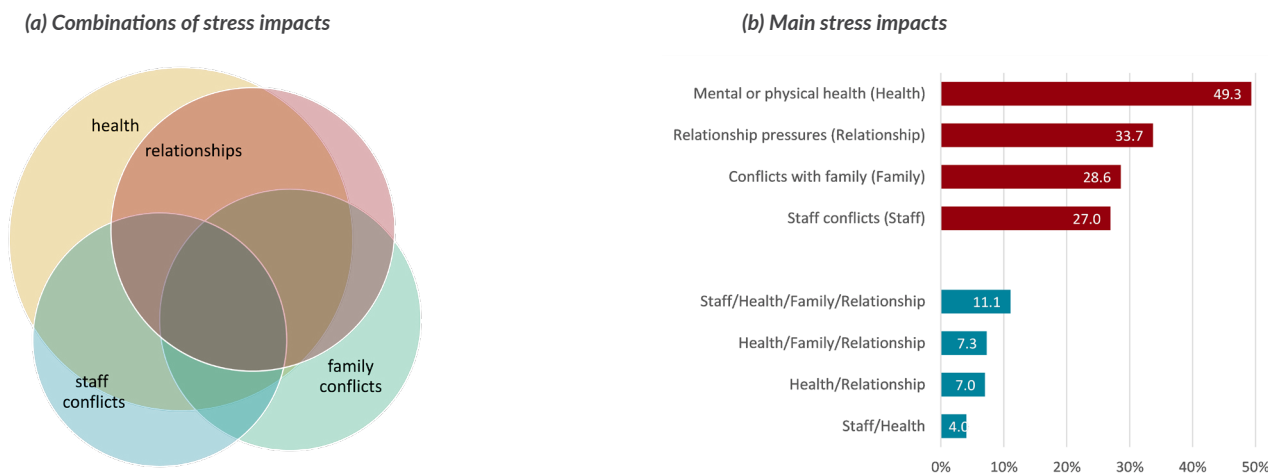 (a) Combinations of stress impacts
health
relationships
staff
conflicts
family
conflicts
(b) Main stress impacts
Mental or physical health (Health)
49.3
Relationship pressures (Relationship)
33.7
Conflicts with family (Family)
28.6
Staff conflicts (Staff)
27.0
Staff/Health/Family/Relationship
11.1
Health/Family/Relationship
7.3
Health/Relationship
7.0
Staff/Health
4.0
0% 10% 20% 30% 40% 50%